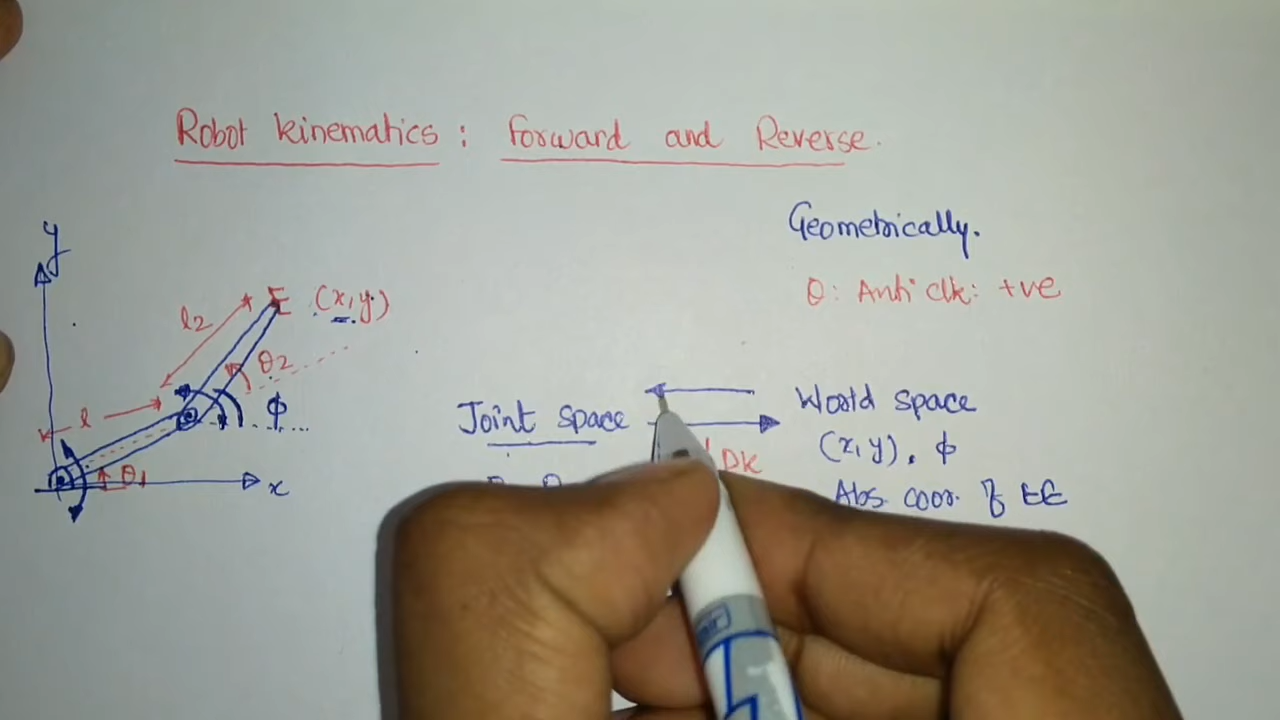 Robot kinematics : Forward and Reverse.
Geometrically.
θ : Anti clk : +ve
y
E (x,y)
l2
θ2
l
ϕ
θ1
x
Joint space
World space
DK
(x,y), ϕ
Abs. coor. of EE